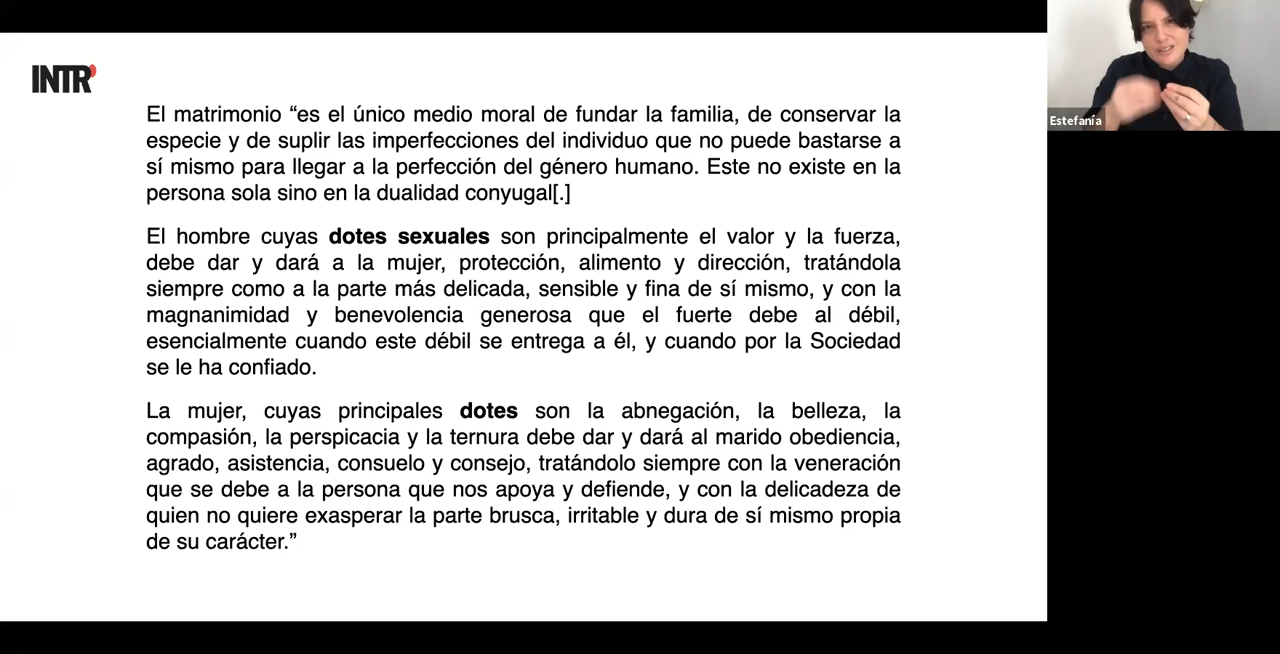 INTR'
El matrimonio “es el único medio moral de fundar la familia, de conservar la
especie y de suplir las imperfecciones del individuo que no puede bastarse a
sí mismo para llegar a la perfección del género humano. Este no existe en la
persona sola sino en la dualidad conyugal[.]
El hombre cuyas dotes sexuales son principalmente el valor y la fuerza,
debe dar y dará a la mujer, protección, alimento y dirección, tratándola
siempre como a la parte más delicada, sensible y fina de sí mismo, y con la
magnanimidad y benevolencia generosa que el fuerte debe al débil,
esencialmente cuando este débil se entrega a él, y cuando por la Sociedad
se le ha confiado.
La mujer, cuyas principales dotes son la abnegación, la belleza, la
compasión, la perspicacia y la ternura debe dar y dará al marido obediencia,
agrado, asistencia, consuelo y consejo, tratándolo siempre con la veneración
que se debe a la persona que nos apoya y defiende, y con la delicadeza de
quien no quiere exasperar la parte brusca, irritable y dura de sí mismo propia
de su carácter.”
Estefanía